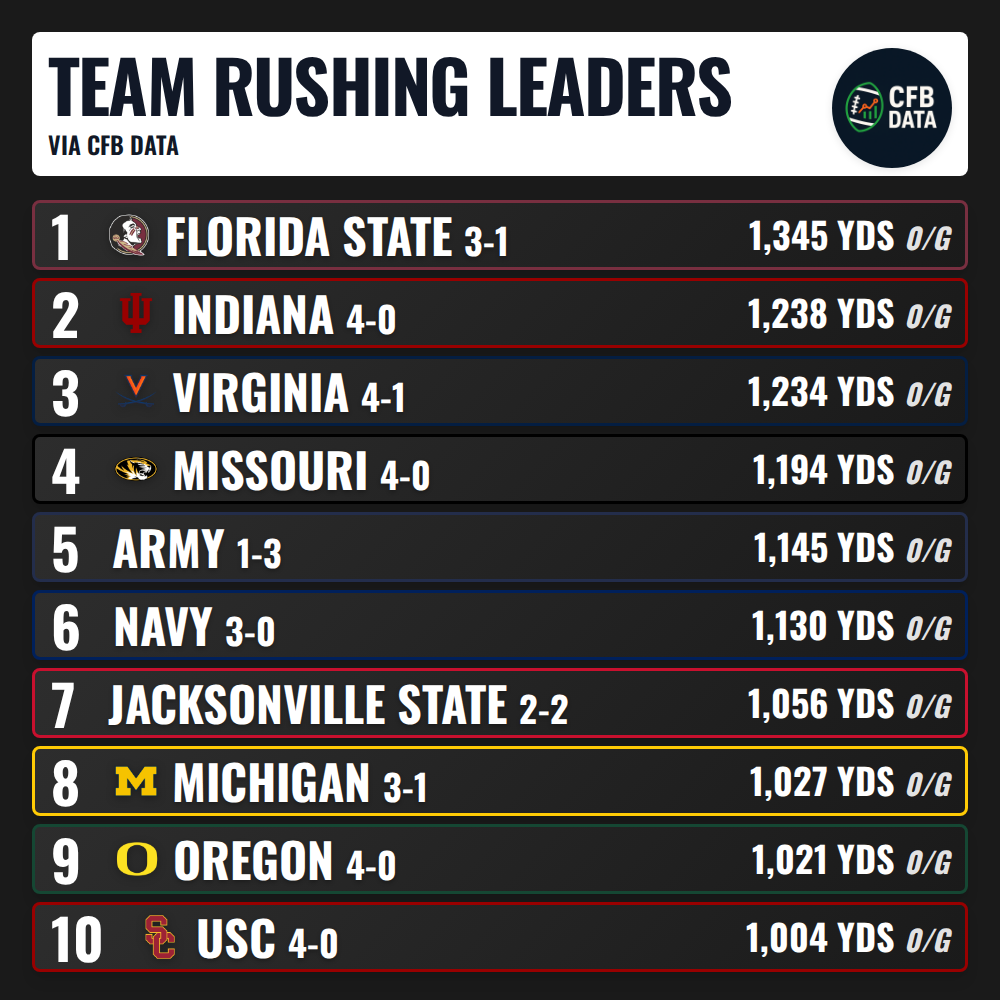 TEAM RUSHING LEADERS
VIA CFB DATA
CFB
DATA
1 FLORIDA STATE 3-1 1,345 YDS 0/G
2 INDIANA 4-0 1,238 YDS 0/G
3 VIRGINIA 4-1 1,234 YDS 0/G
4 MISSOURI 4-0 1,194 YDS 0/G
5 ARMY 1-3 1,145 YDS 0/G
6 NAVY 3-0 1,130 YDS 0/G
7 JACKSONVILLE STATE 2-2 1,056 YDS 0/G
8 M MICHIGAN 3-1 1,027 YDS 0/G
9 O OREGON 4-0 1,021 YDS 0/G
10 SC USC 4-0 1,004 YDS 0/G